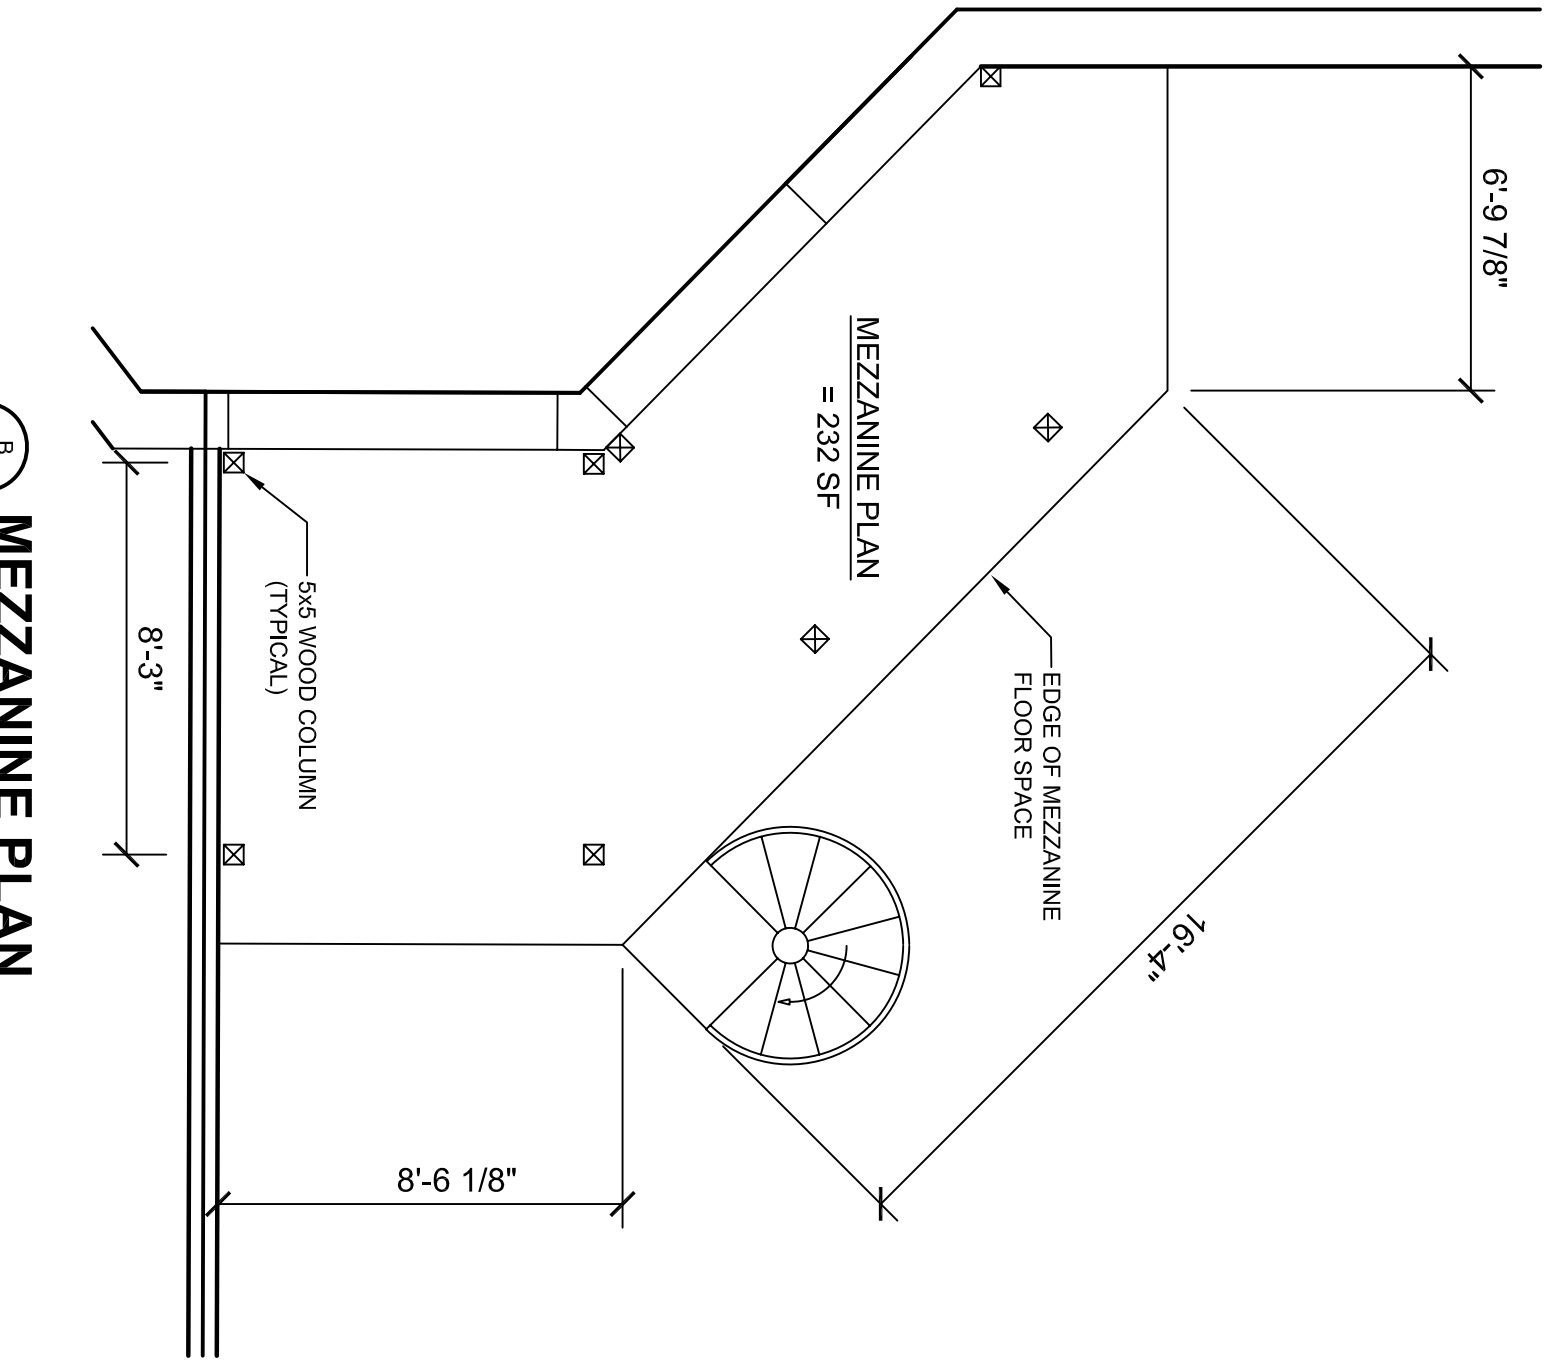 6'-9 7/8"
MEZZANINE PLAN
= 232 SF
EDGE OF MEZZANINE
FLOOR SPACE
5x5 WOOD COLUMN
(TYPICAL)
8'-3"
16'-4"
8'-6 1/8"
B
MEZZANINE PLAN